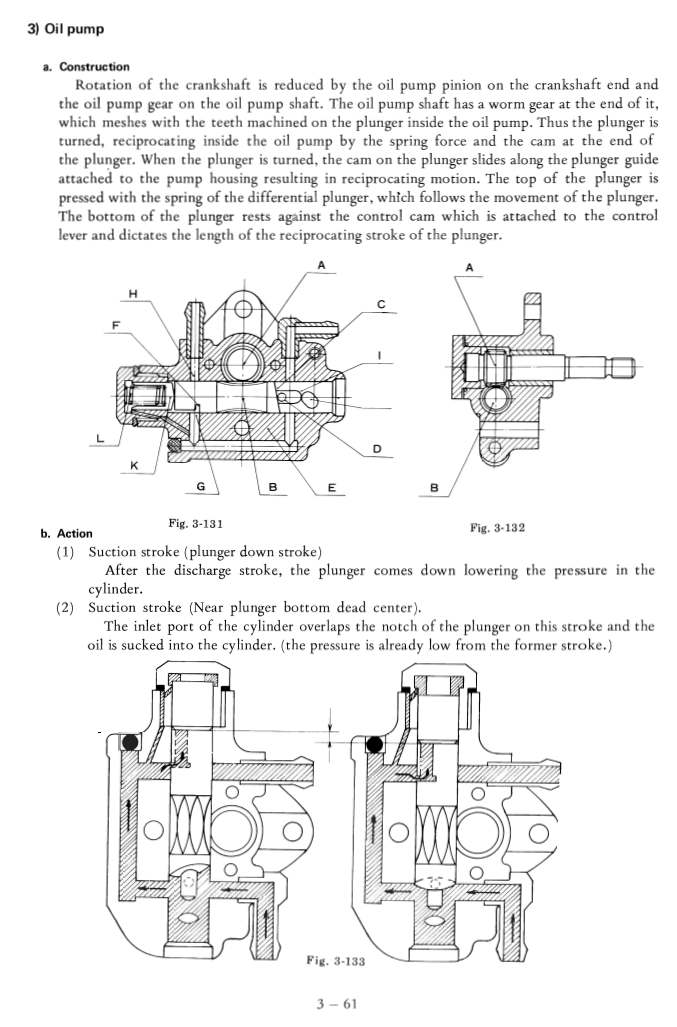 3) Oil pump
a. Construction
Rotation of the crankshaft is reduced by the oil pump pinion on the crankshaft end and
the oil pump gear on the oil pump shaft. The oil pump shaft has a worm gear at the end of it,
which meshes with the teeth machined on the plunger inside the oil pump. Thus the plunger is
turned, reciprocating inside the oil pump by the spring force and the cam at the end of
the plunger. When the plunger is turned, the cam on the plunger slides along the plunger guide
attached to the pump housing resulting in reciprocating motion. The top of the plunger is
pressed with the spring of the differential plunger, which follows the movement of the plunger.
The bottom of the plunger rests against the control cam which is attached to the control
lever and dictates the length of the reciprocating stroke of the plunger.
A
H
C
F
I
L
K
G
B
E
D
A
B
Fig. 3-131
Fig. 3-132
b. Action
(1) Suction stroke (plunger down stroke)
After the discharge stroke, the plunger comes down lowering the pressure in the
cylinder.
(2) Suction stroke (Near plunger bottom dead center).
The inlet port of the cylinder overlaps the notch of the plunger on this stroke and the
oil is sucked into the cylinder. (the pressure is already low from the former stroke.)
Fig. 3-133
3 – 61